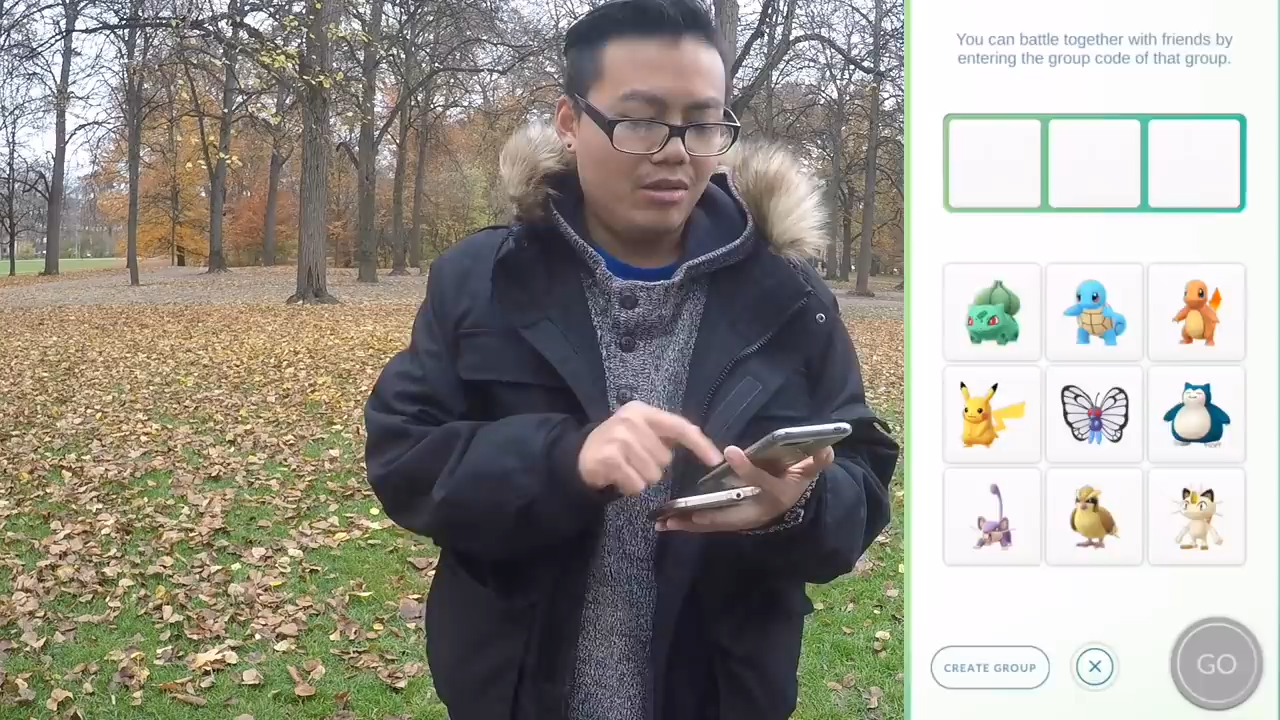 You can battle together with friends by
entering the group code of that group.
CREATE GROUP
GO